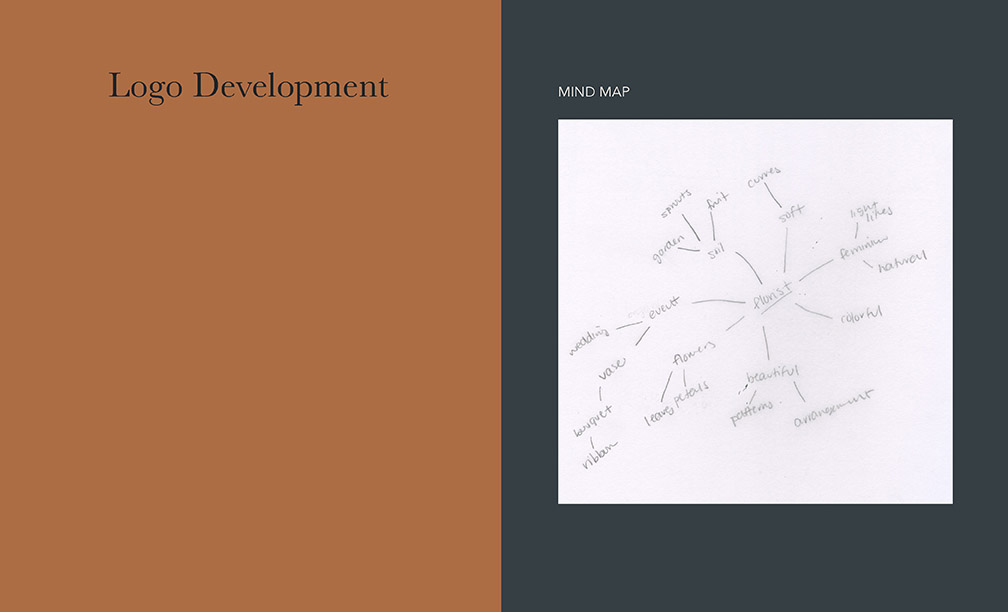 Logo Development
MIND MAP
curves
sprouts
fruit
soft
light
lines
garden
soil
feminine
natural
florist
event
colorful
wedding
vase
flowers
beautiful
leaves
petals
patterns
arrangement
bouquet
ribbon